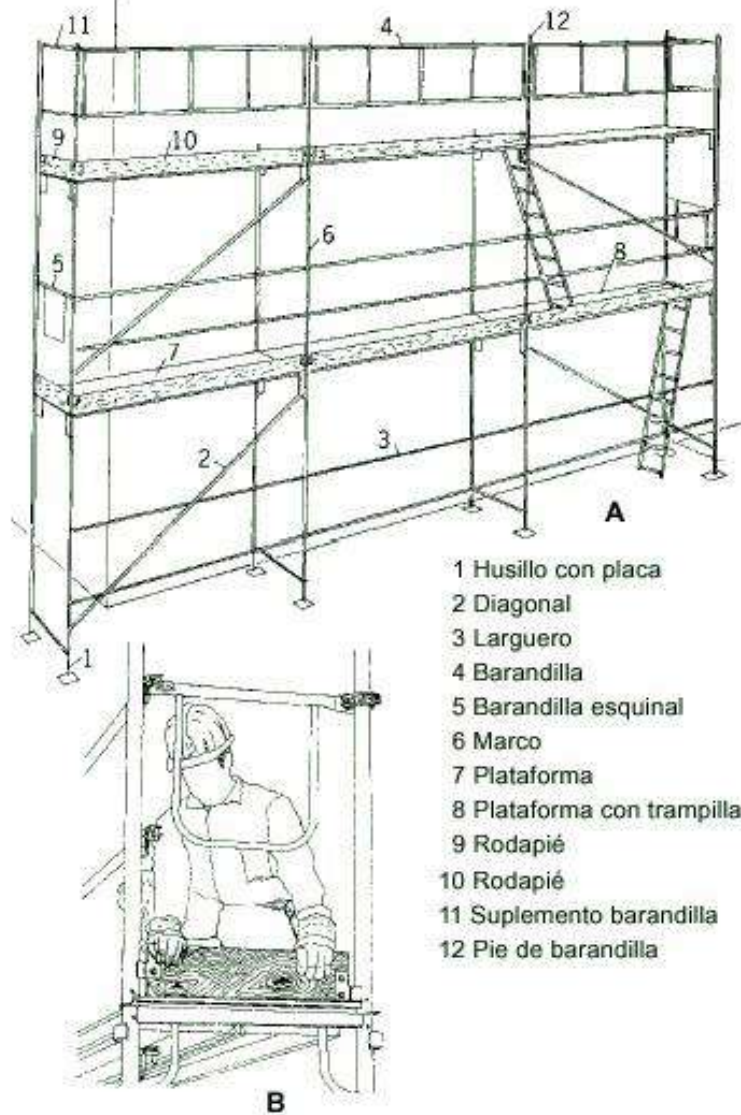 11
4
12
9
10
6
5
8
7
3
2
A
1 Husillo con placa
2 Diagonal
3 Larguero
4 Barandilla
5 Barandilla esquinal
6 Marco
7 Plataforma
8 Plataforma con trampilla
9 Rodapié
10 Rodapié
11 Suplemento barandilla
12 Pie de barandilla
1
B